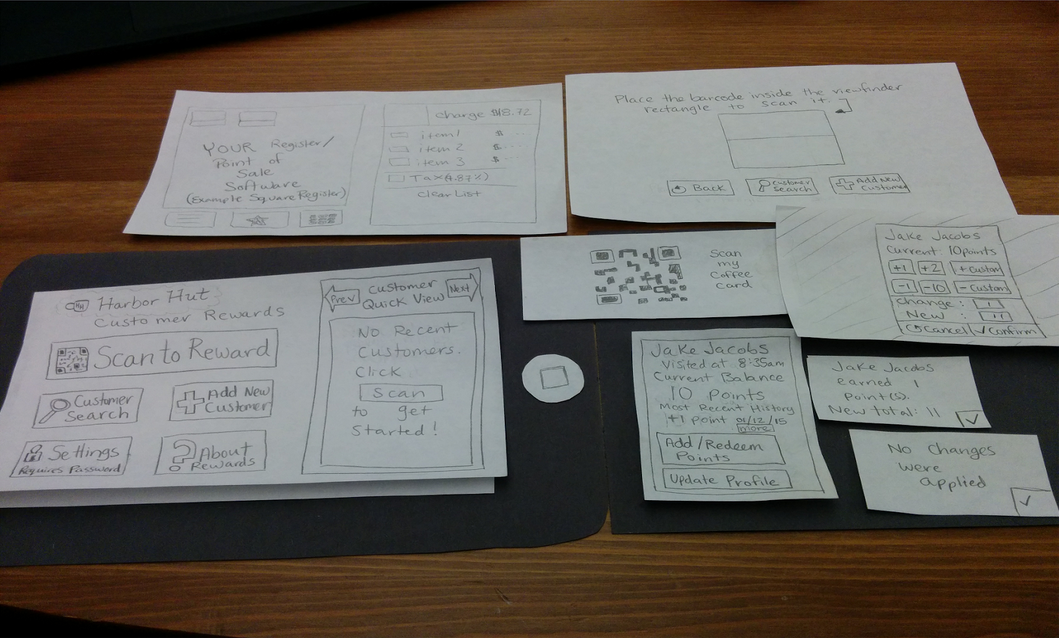 YOUR Register/
Point of
Sale
Software
(Example Square Register)
charge $18.72
item 1 $
item 2 $
item 3 $
TAX(4.87%)
Clear List
Place the barcode inside the viewfinder
rectangle to scan it.
Back
Customer
Search
Add New
Customer
Harbor Hut
Customer Rewards
Scan to Reward
Customer
Search
Add New
Customer
Settings
Requires Password
About
Rewards
Prev
Customer
Quick View
Next
No Recent
Customers.
Click
Scan
to get
Started!
Scan
my
Coffee
Card
Jake Jacobs
Current 10points
+1 +2 + Custom
-1 -10 - Custom
change: 1
New: 11
Cancel Confirm
Jake Jacobs
Visited at 8:35am
Current Balance
10 Points
Most Recent History
+1 point 01/12/15
more
Add/Redeem
Points
Update Profile
Jake Jacobs
earned 1
Point(s).
New total: 11
No Changes
were
applied